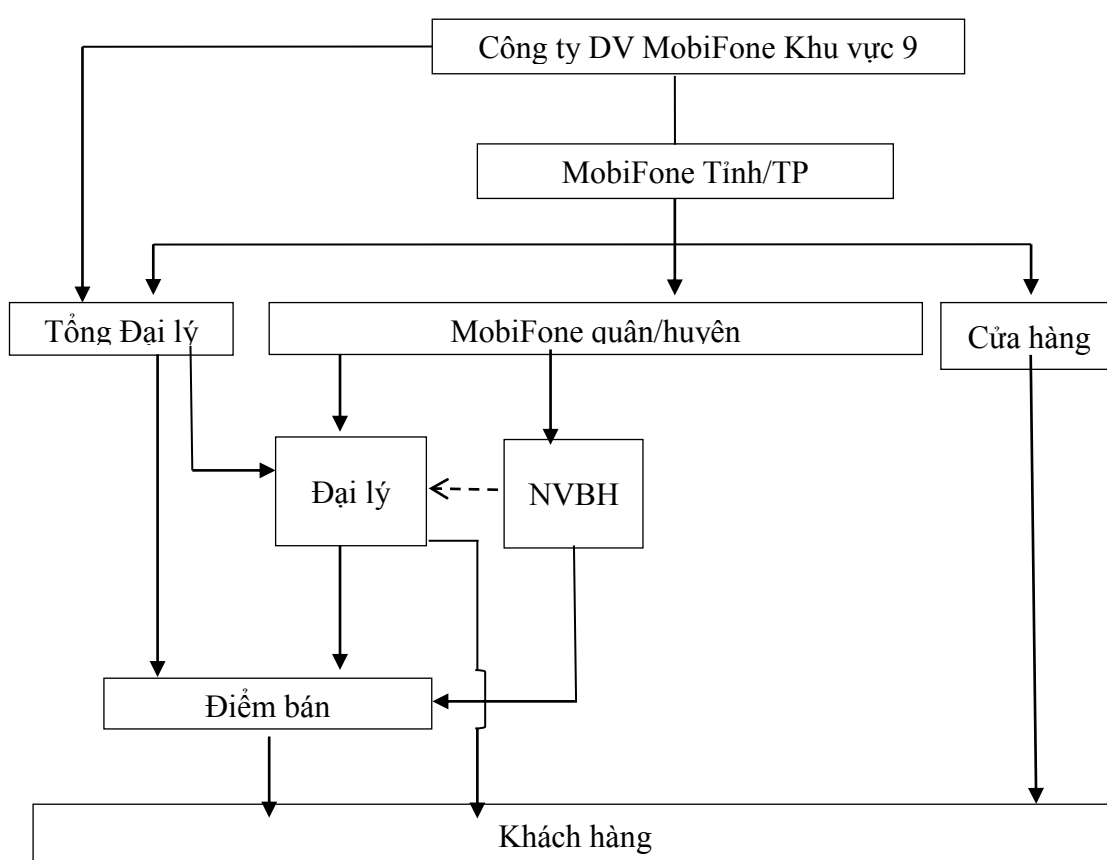 Công ty DV MobiFone Khu vực 9
MobiFone Tỉnh/TP
Tổng Đại lý
MobiFone quận/huyện
Cửa hàng
Đại lý
NVBH
Điểm bán
Khách hàng